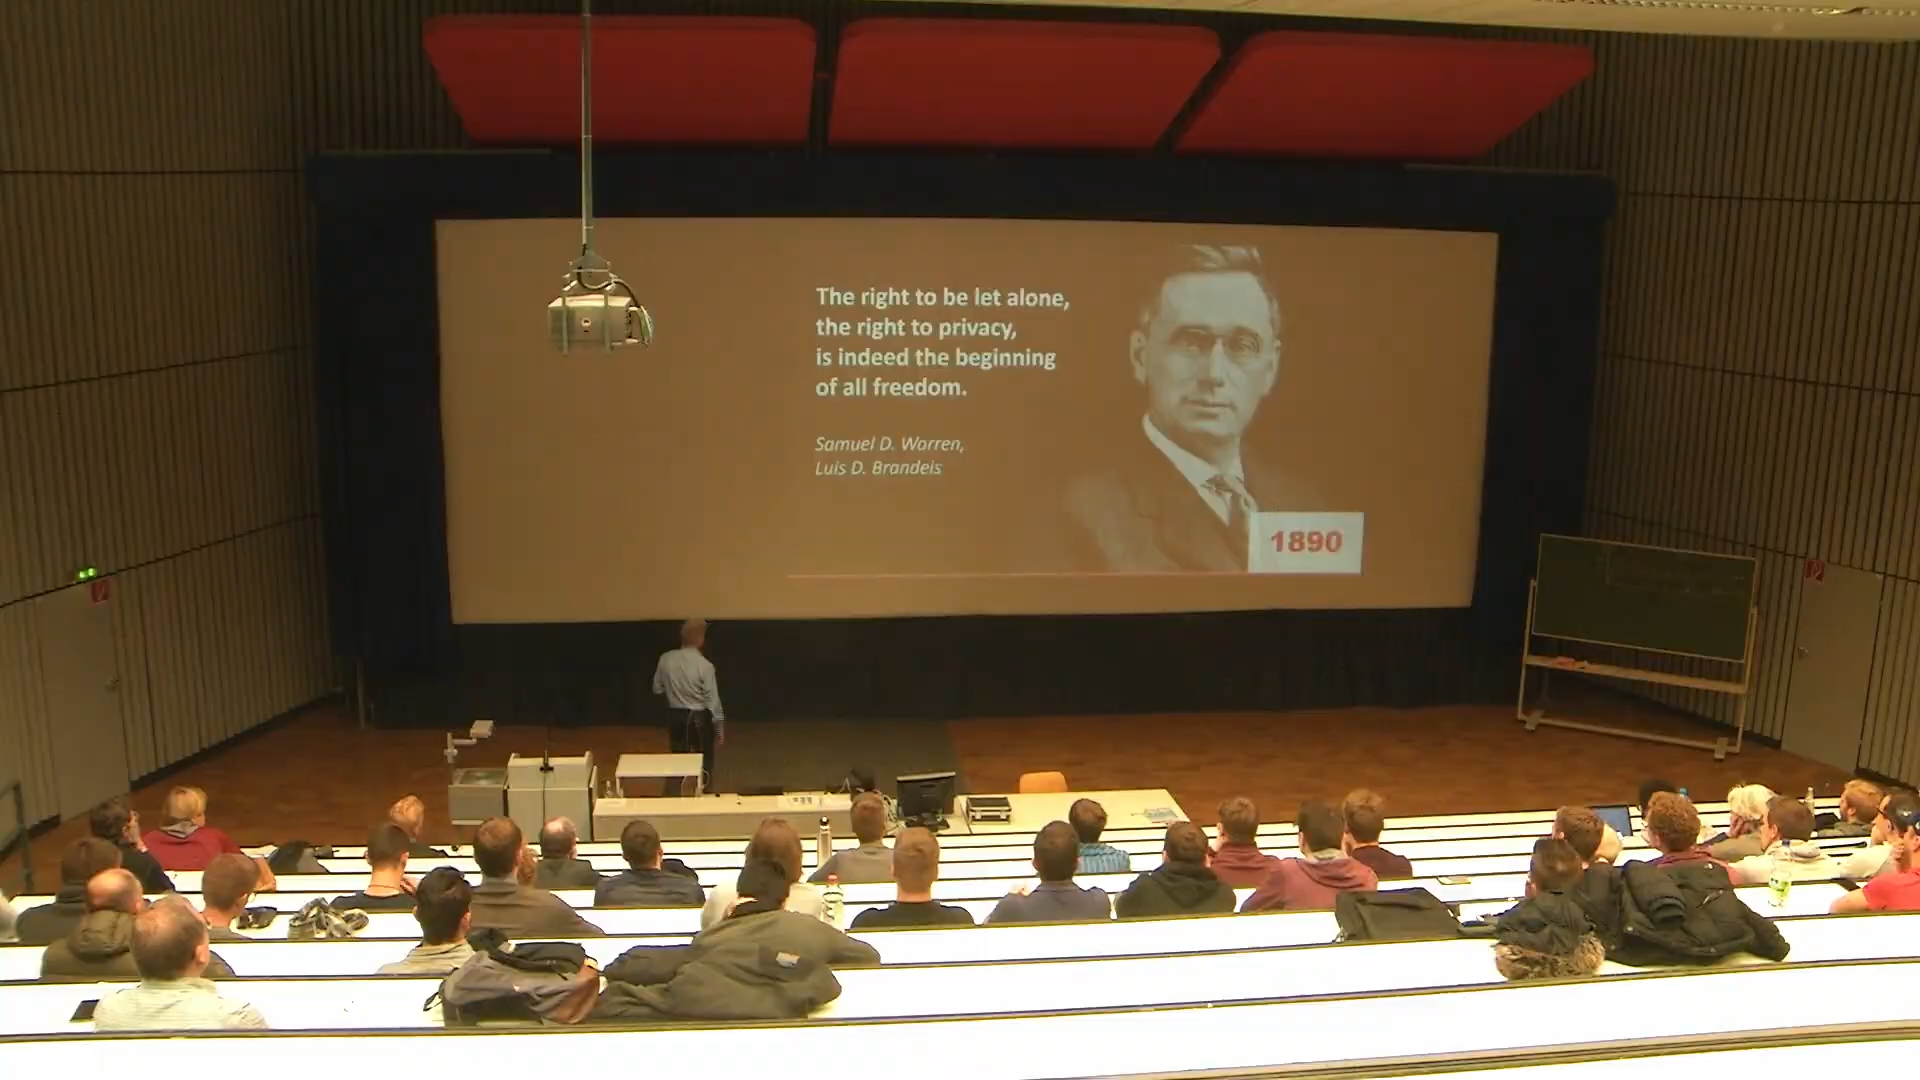 The right to be let alone,
the right to privacy,
is indeed the beginning
of all freedom.
Samuel D. Warren,
Luis D. Brandeis
1890